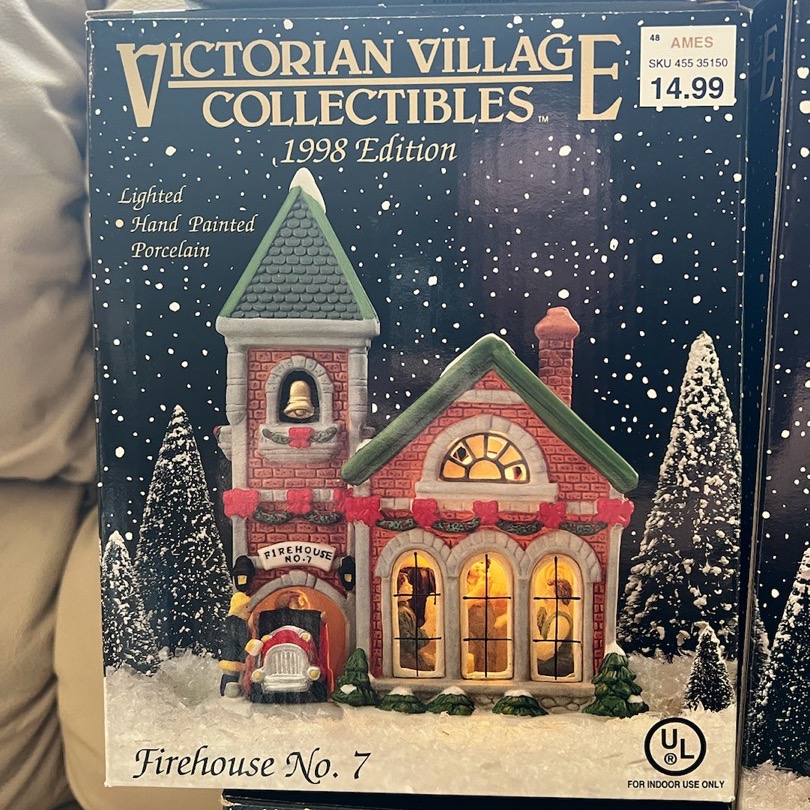 VICTORIAN VILLAGE
COLLECTIBLES™
1998 Edition
48 AMES
SKU 455 35150
14.99
Lighted
• Hand Painted
Porcelain
FIREHOUSE
NO.7
Firehouse No. 7
UL
®
FOR INDOOR USE ONLY